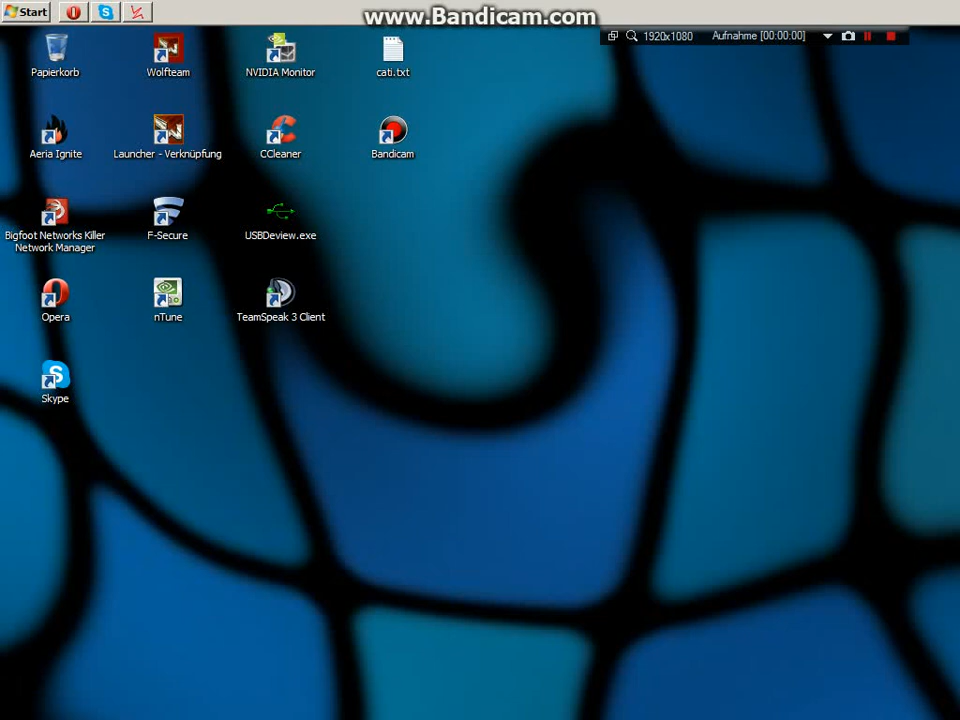 Start
www.Bandicam.com
1920x1080 Aufnahme [00:00:00]
Papierkorb
Wolfteam
NVIDIA Monitor
cati.txt
Aeria Ignite
Launcher - Verknüpfung
CCleaner
Bandicam
Bigfoot Networks Killer
Network Manager
F-Secure
USBDeview.exe
Opera
nTune
TeamSpeak 3 Client
Skype